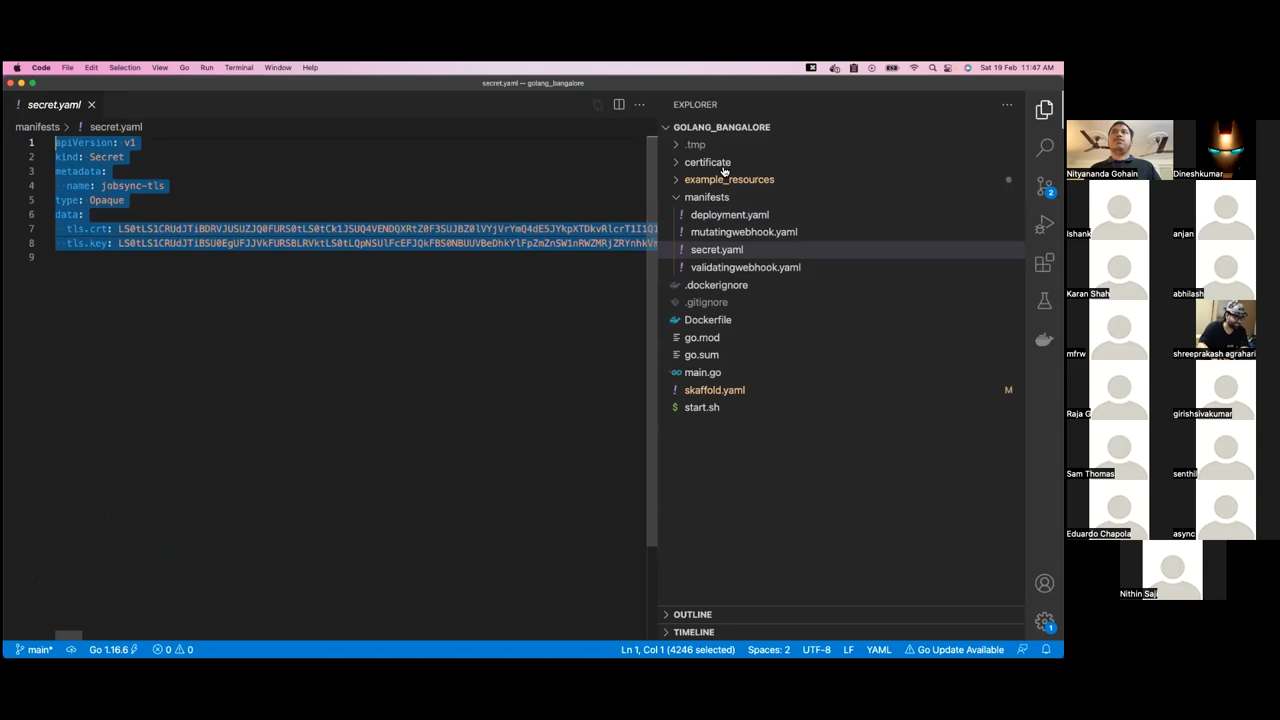 Code File Edit Selection View Go Run Terminal Window Help
Sat 19 Feb 11:47 AM
secret.yaml — golang_bangalore
! secret.yaml ×
manifests > ! secret.yaml
1 apiVersion: v1
2 kind: Secret
3 metadata:
4 name: jobsync-tls
5 type: Opaque
6 data:
7 tls.crt:
8 tls.key:
9
EXPLORER
GOLANG_BANGALORE
.tmp
certificate
example_resources
manifests
! deployment.yaml
! mutatingwebhook.yaml
! secret.yaml
! validatingwebhook.yaml
.dockerignore
.gitignore
Dockerfile
go.mod
go.sum
main.go
! skaffold.yaml M
$ start.sh
OUTLINE
TIMELINE
2
1
main* Go 1.16.6 0 0 Ln 1, Col 1 (4246 selected) Spaces: 2 UTF-8 LF YAML Go Update Available
Nityananda Gohain
Dineshkumar
Ishank
anjan
Karan Shah
abhilash
mfrw
shreeprakash agrahari
Raja G
girishsivakumar
Sam Thomas
senthil
Eduardo Chapola
async
Nithin Saji